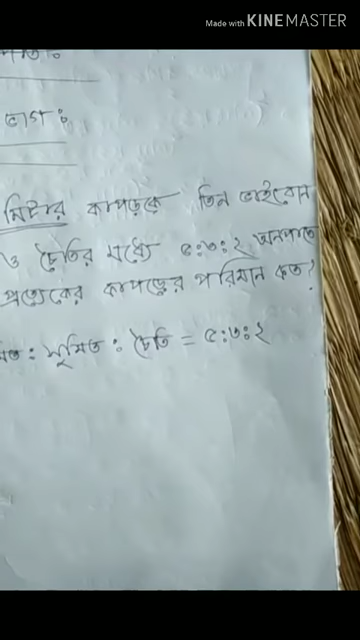 Made with KINEMASTER
ভাগ :
মিটার কাপড়কে তিন ভাইবোন
ও চৈতির মধ্যে ৫:৩:২ অনুপাতে
প্রত্যেকের কাপড়ের পরিমান কত?
: সুমিত : চৈতি = ৫:৩:২